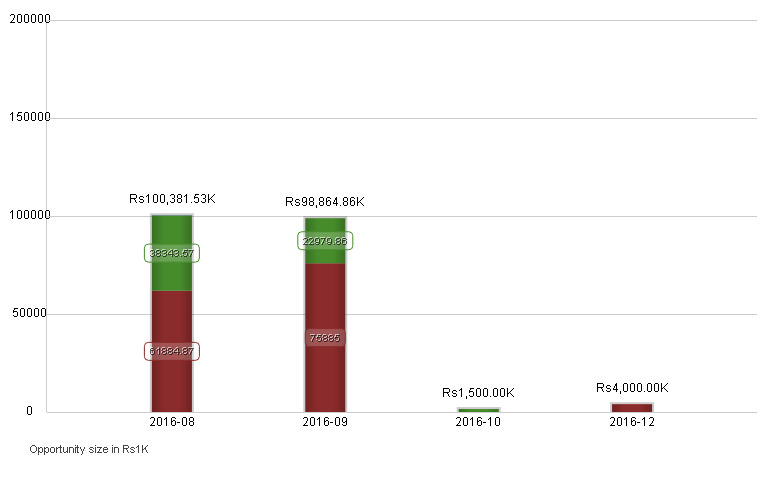 200000
150000
Rs100,381.53K
Rs98,864.86K
100000
22979.86
38343.57
50000
75885
61884.87
Rs1,500.00K
Rs4,000.00K
0
2016-08
2016-09
2016-10
2016-12
Opportunity size in Rs1K